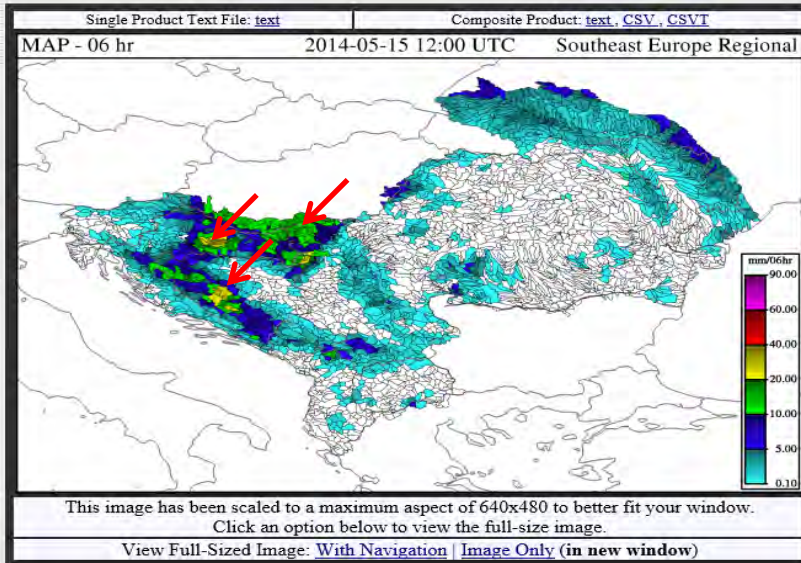 Single Product Text File: text
Composite Product: text , CSV , CSVT
MAP - 06 hr 2014-05-15 12:00 UTC Southeast Europe Regional
mm/06hr
90.00
60.00
40.00
20.00
10.00
5.00
0.10
This image has been scaled to a maximum aspect of 640x480 to better fit your window.
Click an option below to view the full-size image.
View Full-Sized Image: With Navigation | Image Only (in new window)